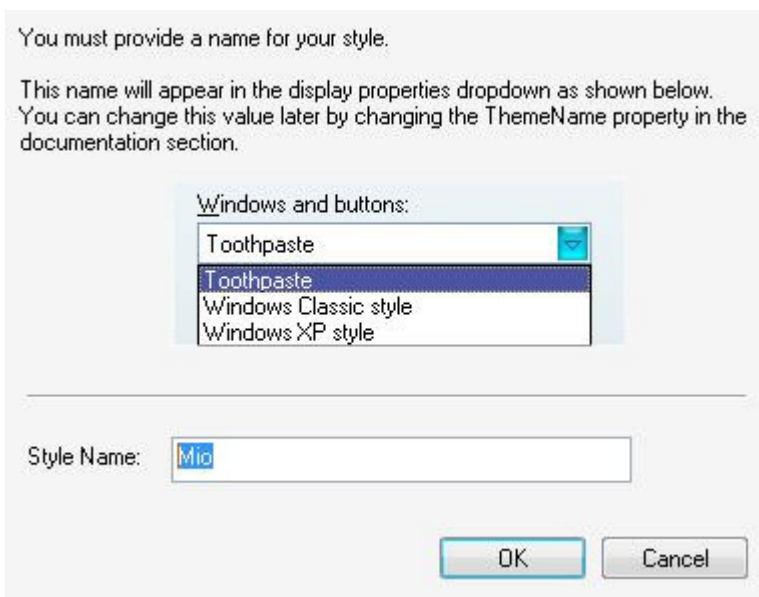 You must provide a name for your style.
This name will appear in the display properties dropdown as shown below.
You can change this value later by changing the ThemeName property in the
documentation section.
Windows and buttons:
Toothpaste
Toothpaste
Windows Classic style
Windows XP style
Style Name: Mio
OK Cancel